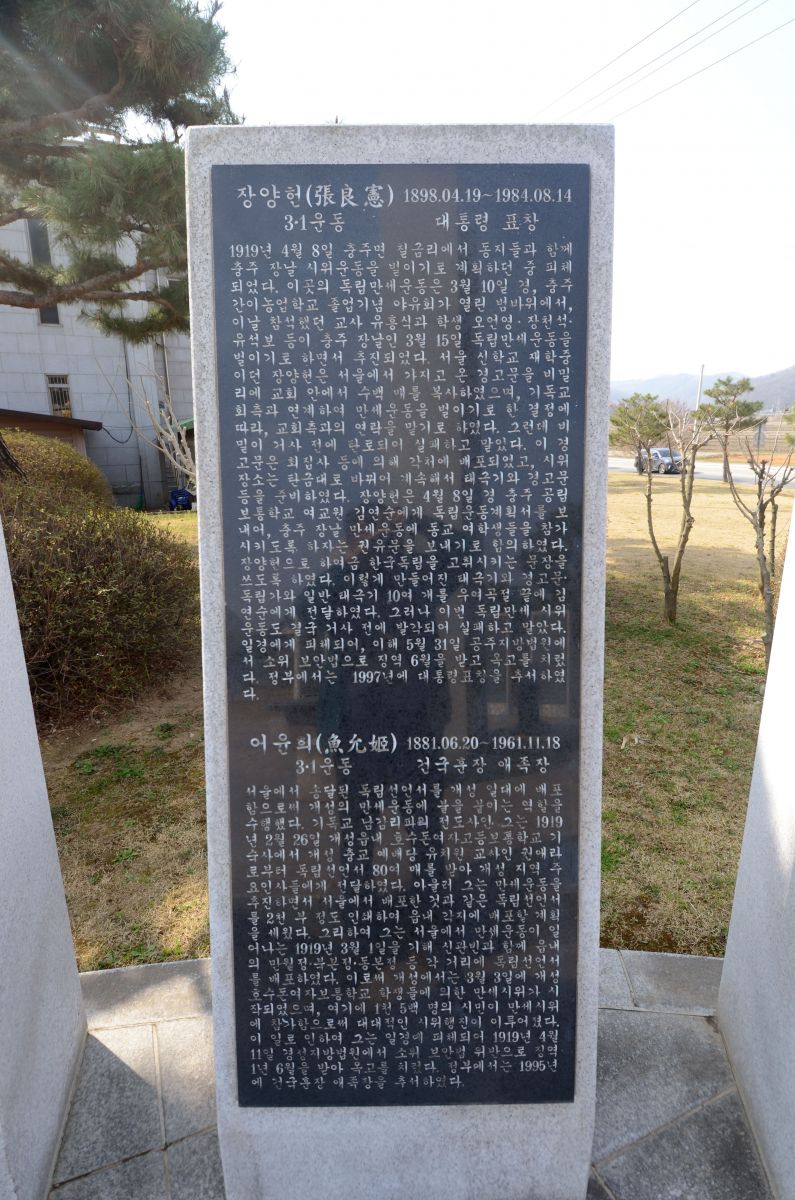 장양헌(張良憲) 1898.04.19~1984.08.14
3·1운동 대통령 표창
1919년 4월 8일 충주면 칠금리에서 동지들과 함께
충주 장날 시위운동을 벌이기로 계획하던 중 피체
되었다. 이곳의 독립만세운동은 3월 10일 경, 충주
간이농업학교 졸업기념 야유회가 열린 범바위에서,
이날 참석했던 교사 유흥식과 학생 오언영·장천석·
유석보 등이 충주 장날인 3월 15일 독립만세운동을
벌이기로 하면서 추진되었다. 서울 신학교 재학중
이던 장양헌은 서울에서 가지고 온 경고문을 비밀
리에 교회 안에서 수백 매를 복사하였으며, 기독교
회측과 연계하여 만세운동을 벌이기로 한 결정에
따라, 교회측과의 연락을 맡기로 하였다. 그런데 비
밀이 거사 전에 탄로되어 실패하고 말았다. 이 경
고문은 최집사 등에 의해 각처에 배포되었고, 시위
장소는 탄금대로 바뀌어 계속해서 태극기와 경고문
등을 준비하였다. 장양헌은 4월 8일 경 충주 공립
보통학교 여교원 김연순에게 독립운동계획서를 보
내어, 충주 장날 만세운동에 동교 여학생들을 참가
시키도록 하자는 권유문을 보내기로 합의하였다.
장양헌으로 하여금 한국독립을 고취시키는 문장을
쓰도록 하였다. 이렇게 만들어진 태극기와 경고문·
독립가와 일반 태극기 10여 개를 우여곡절 끝에 김
연순에게 전달하였다. 그러나 이번 독립만세 시위
운동도 결국 거사 전에 발각되어 실패하고 말았다.
일경에게 피체되어, 이해 5월 31일 공주지방법원에
서 소위 보안법으로 징역 6월을 받고 옥고를 치렀
다. 정부에서는 1997년에 대통령표창을 추서하였
다.
어윤희(魚允姬) 1881.06.20~1961.11.18
3·1운동 건국훈장 애족장
서울에서 송달된 독립선언서를 개성 일대에 배포
함으로써 개성의 만세운동에 불을 붙이는 역할을
수행했다. 기독교 남감리파의 전도사인 그는 1919
년 2월 26일 개성읍내 호수돈여자고등보통학교 기
숙사에서 개성 충교 예배당 유치원 교사인 권애라
로부터 독립선언서 80여 매를 받아 개성 지역 주
요인사들에게 전달하였다. 아울러 그는 만세운동을
추진하면서 서울에서 배포한 것과 같은 독립선언서
를 2천 부 정도 인쇄하여 읍내 각지에 배포할 계획
을 세웠다. 그리하여 그는 서울에서 만세운동이 일
어나는 1919년 3월 1일을 기해 신관빈과 함께 읍내
의 만월정·북본정·동본정 등 각 거리에 독립선언서
를 배포하였다. 이로써 개성에서는 3월 3일에 개성
호수돈여자보통학교 학생들에 의한 만세시위가 시
작되었으며, 여기에 1천 5백 명의 시민이 만세시위
에 참가함으로써 대대적인 시위행진이 이루어졌다.
이 일로 인하여 그는 일경에 피체되어 1919년 4월
11일 경성지방법원에서 소위 보안법 위반으로 징역
1년 6월을 받아 옥고를 치렀다. 정부에서는 1995년
에 건국훈장 애족장을 추서하였다.